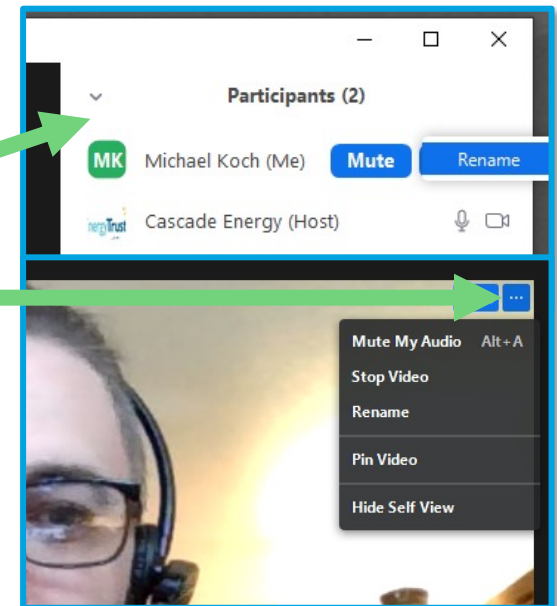 Participants (2)
MK Michael Koch (Me) Mute Rename
EnergyTrust Cascade Energy (Host)
...
Mute My Audio Alt+A
Stop Video
Rename
Pin Video
Hide Self View